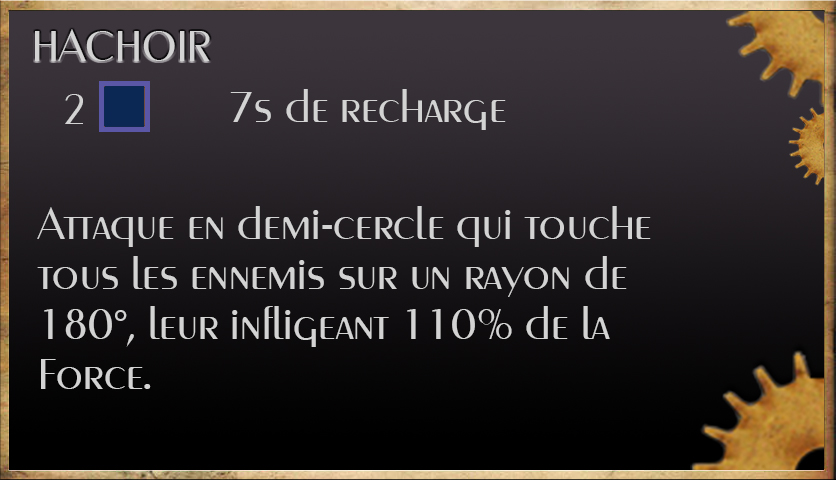 HACHOIR
2 7s de recharge
Attaque en demi-cercle qui touche
tous les ennemis sur un rayon de
180°, leur infligeant 110% de la
Force.